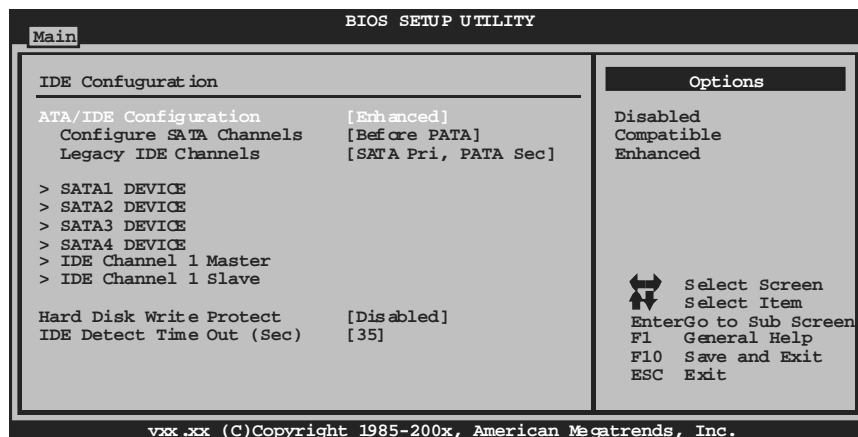 BIOS SETUP UTILITY
Main
IDE Confuguration
ATA/IDE Configuration [Enhanced]
Configure SATA Channels [Before PATA]
Legacy IDE Channels [SATA Pri, PATA Sec]
> SATA1 DEVICE
> SATA2 DEVICE
> SATA3 DEVICE
> SATA4 DEVICE
> IDE Channel 1 Master
> IDE Channel 1 Slave
Hard Disk Write Protect [Disabled]
IDE Detect Time Out (Sec) [35]
Options
Disabled
Compatible
Enhanced
Select Screen
Select Item
EnterGo to Sub Screen
F1 General Help
F10 Save and Exit
ESC Exit
vxx.xx (C)Copyright 1985-200x, American Megatrends, Inc.